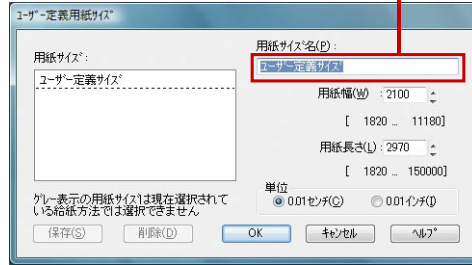 ﾕｰｻﾞｰ定義用紙ｻｲｽﾞ
用紙ｻｲｽﾞ:
ﾕｰｻﾞｰ定義ｻｲｽﾞ
ｸﾞﾚｰ表示の用紙ｻｲｽﾞは現在選択されて
いる給紙方法では選択できません
保存(S)
削除(D)
用紙ｻｲｽﾞ名(P):
ﾕｰｻﾞｰ定義ｻｲｽﾞ
用紙幅(W) : 2100
[ 1820 .. 11180]
用紙長さ(L) : 2970
[ 1820 .. 150000]
単位
0.01センチ(C)
0.01インチ(I)
OK
ｷｬﾝｾﾙ
ﾍﾙﾌﾟ